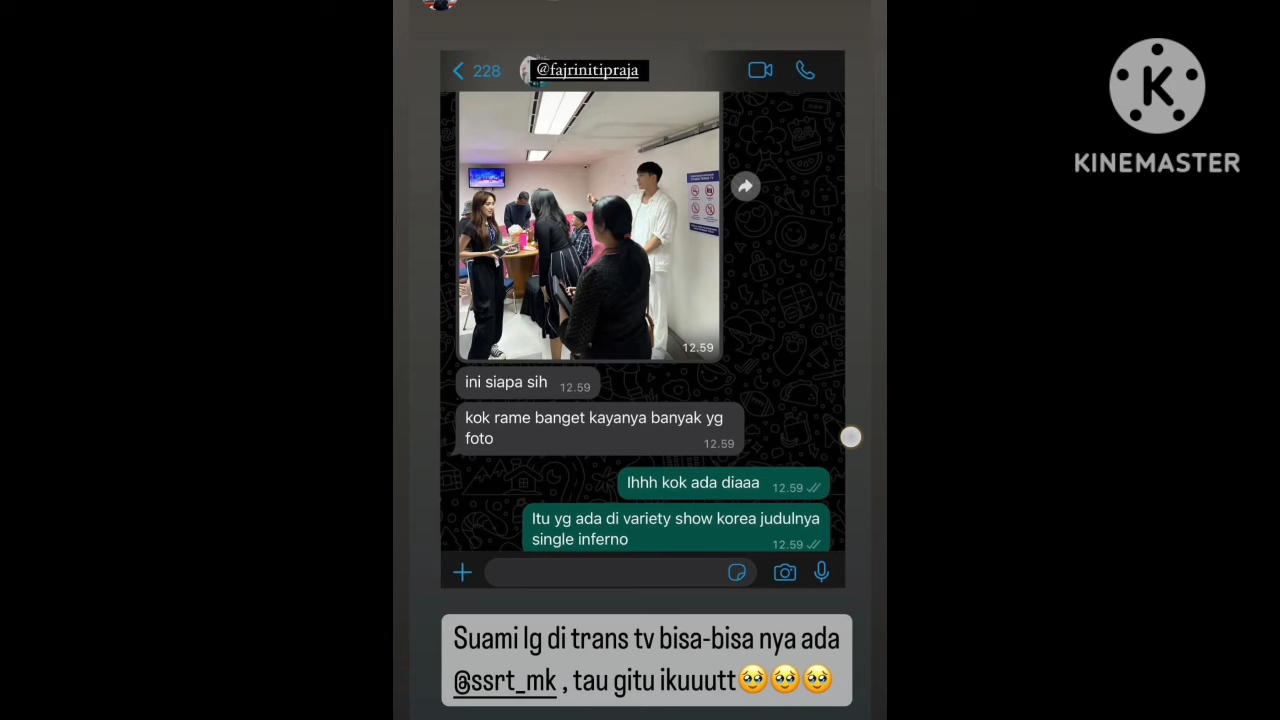 228
@fajrinitipraja
KINEMASTER
12.59
ini siapa sih 12.59
kok rame banget kayanya banyak yg
foto
12.59
Ihhh kok ada diaaa 12.59
Itu yg ada di variety show korea judulnya
single inferno
12.59
Suami lg di trans tv bisa-bisa nya ada
@ssrt_mk , tau gitu ikuuutt🥹🥹🥹